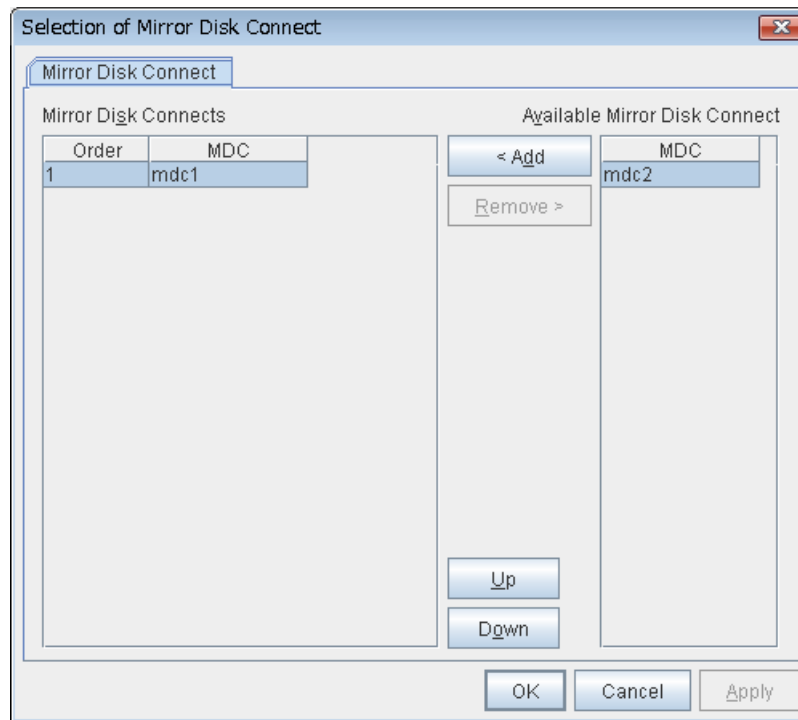 Selection of Mirror Disk Connect
Mirror Disk Connect
Mirror Disk Connects
Available Mirror Disk Connect
Order MDC
1 mdc1
< Add
Remove >
MDC
mdc2
Up
Down
OK Cancel Apply